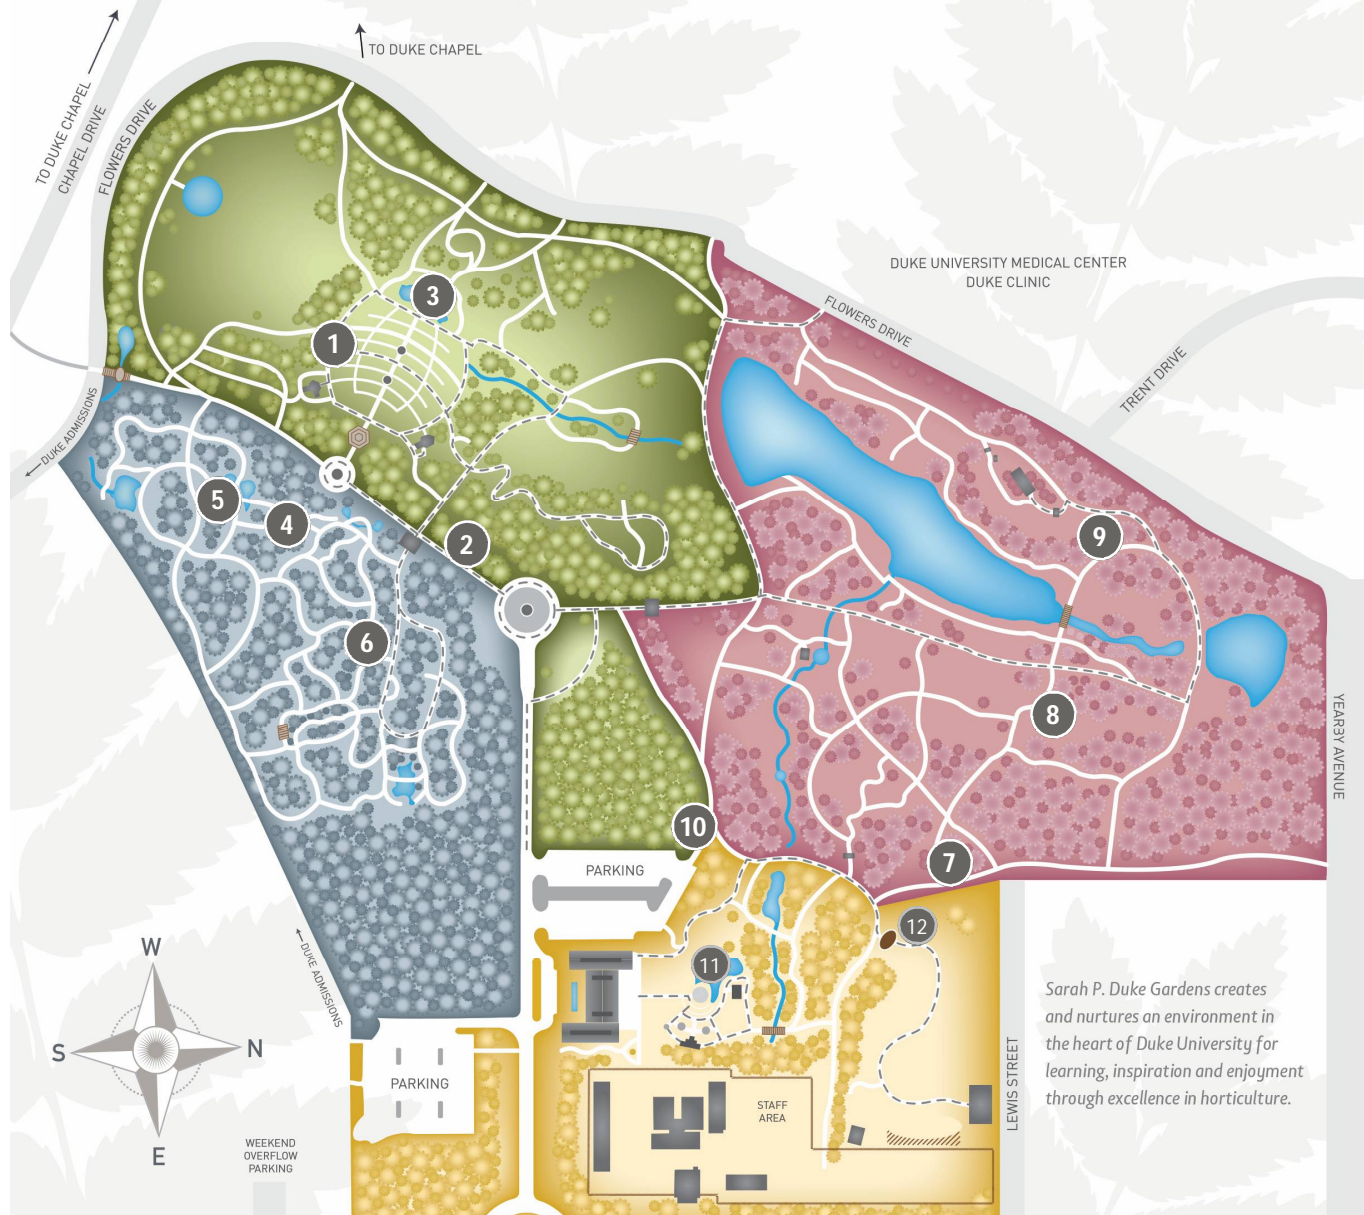 TO DUKE CHAPEL
TO DUKE CHAPEL
CHAPEL DRIVE
FLOWERS DRIVE
DUKE UNIVERSITY MEDICAL CENTER
DUKE CLINIC
FLOWERS DRIVE
TRENT DRIVE
3
1
DUKE ADMISSIONS
5
4
2
9
6
8
YEARBY AVENUE
10
7
PARKING
12
11
DUKE ADMISSIONS
W
S
N
E
PARKING
WEEKEND
OVERFLOW
PARKING
STAFF
AREA
LEWIS STREET
Sarah P. Duke Gardens creates
and nurtures an environment in
the heart of Duke University for
learning, inspiration and enjoyment
through excellence in horticulture.